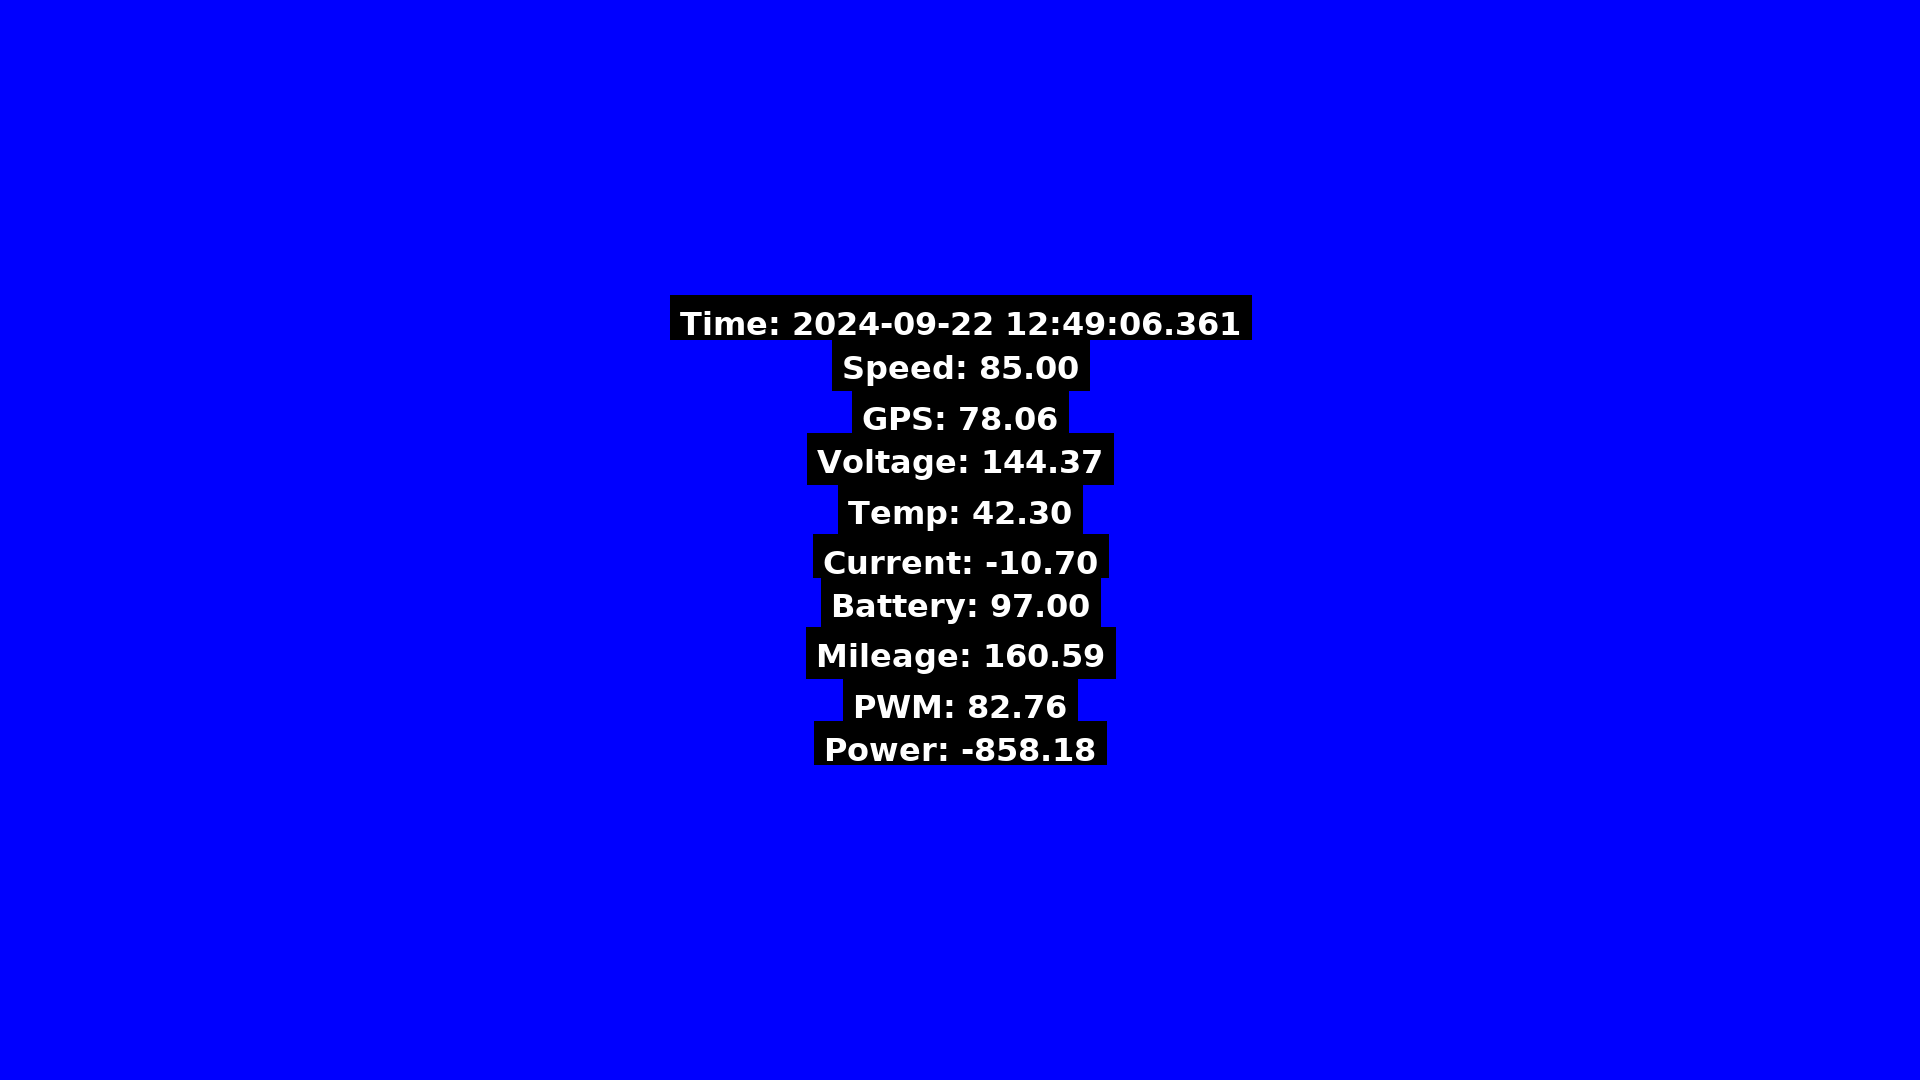 Time: 2024-09-22 12:49:06.361
Speed: 85.00
GPS: 78.06
Voltage: 144.37
Temp: 42.30
Current: -10.70
Battery: 97.00
Mileage: 160.59
PWM: 82.76
Power: -858.18